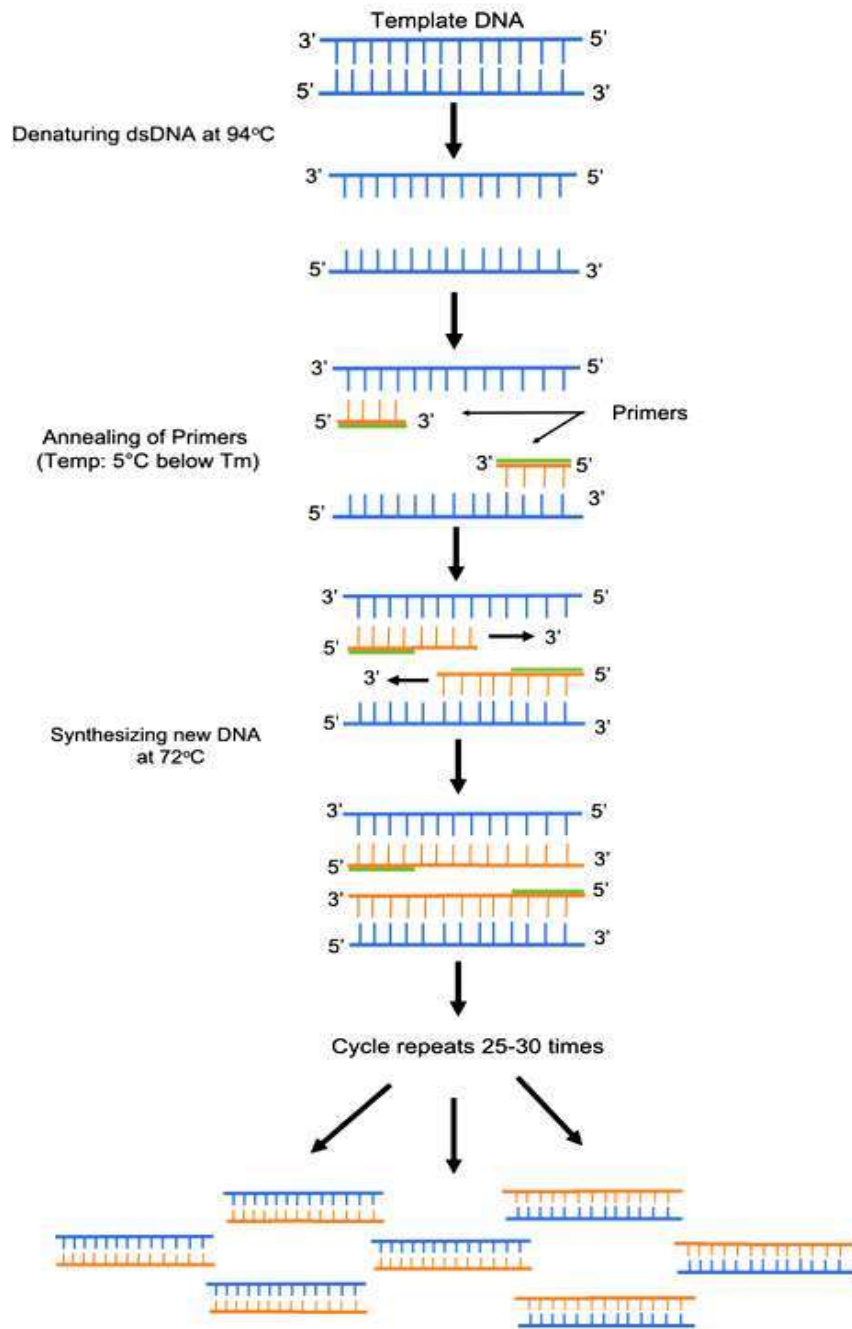 Template DNA
3' 5'
5' 3'
Denaturing dsDNA at 94°C
3' 5'
5' 3'
3' 5'
5' 3' Primers
Annealing of Primers
(Temp: 5°C below Tm)
3' 5'
5' 3'
3' 5'
5' 3'
3' 5'
5' 3'
Synthesizing new DNA
at 72°C
3' 5'
5' 3'
3' 5'
5' 3'
Cycle repeats 25-30 times